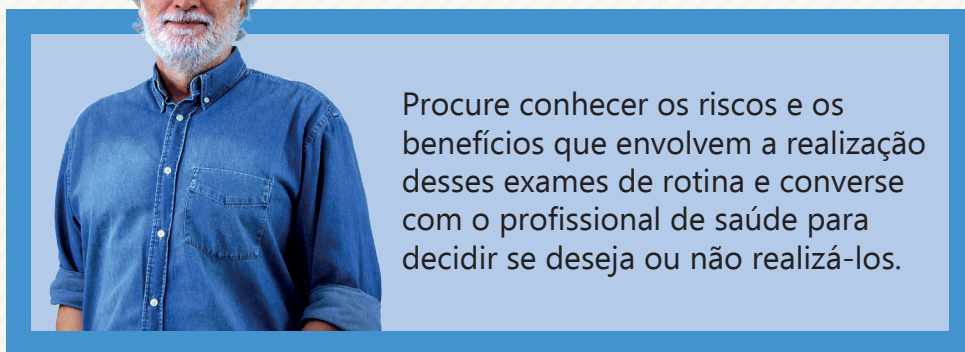 Procure conhecer os riscos e os
benefícios que envolvem a realização
desses exames de rotina e converse
com o profissional de saúde para
decidir se deseja ou não realizá-los.